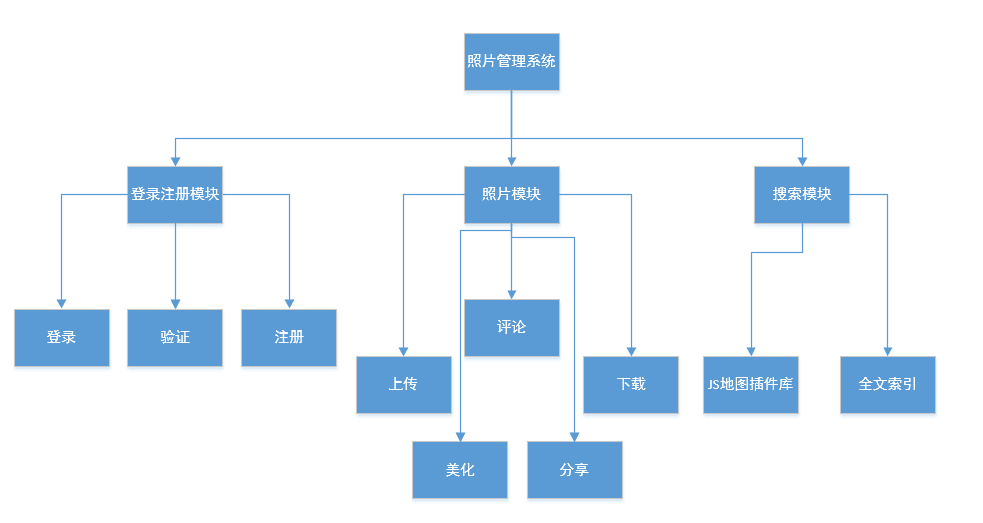 照片管理系统
登录注册模块
照片模块
搜索模块
登录
验证
注册
评论
上传
下载
JS地图插件库
全文索引
美化
分享